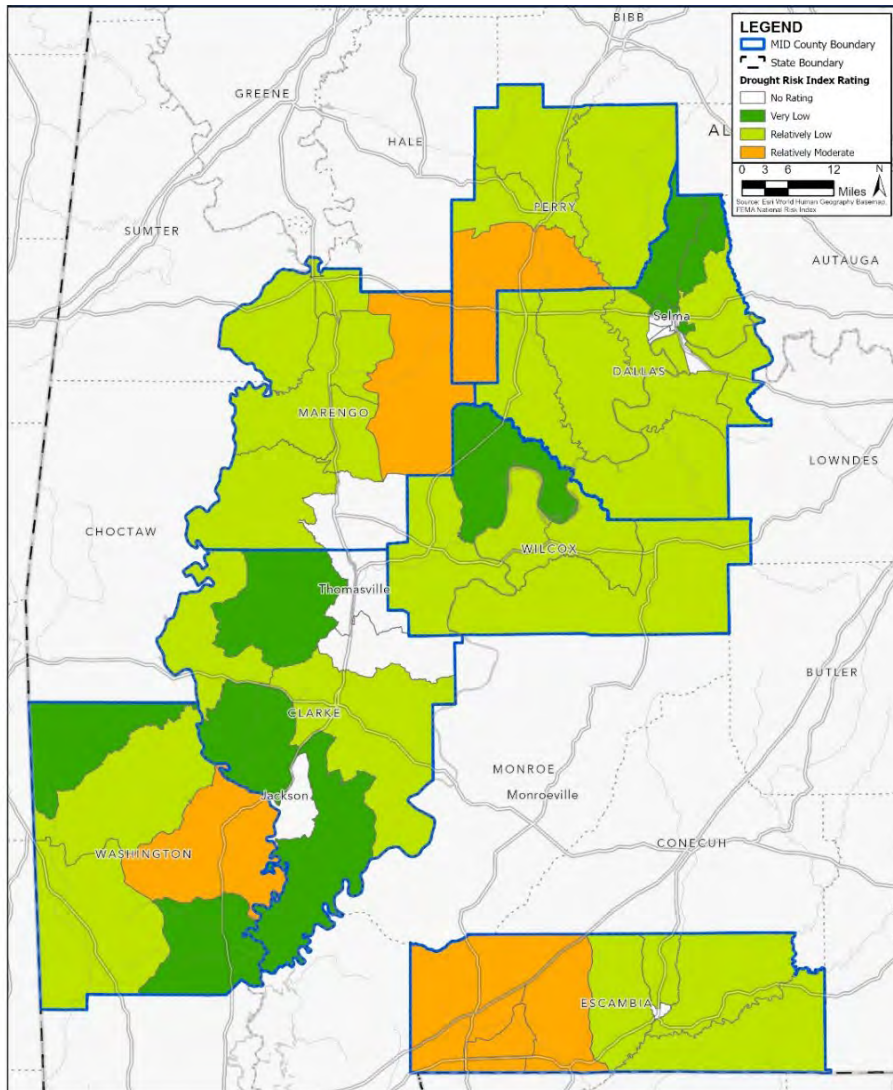 BIBB
LEGEND
MID County Boundary
State Boundary
Drought Risk Index Rating
No Rating
Very Low
Relatively Low
Relatively Moderate
0 3 6 12
Miles
N
Source: Esri World Human Geography Basemap,
FEMA National Risk Index
GREENE
HALE
AL
PERRY
SUMTER
AUTAUGA
Selma
DALLAS
MARENGO
LOWNDES
CHOCTAW
WILCOX
Thomasville
BUTLER
CLARKE
MONROE
Monroeville
Jackson
CONECUH
WASHINGTON
ESCAMBIA